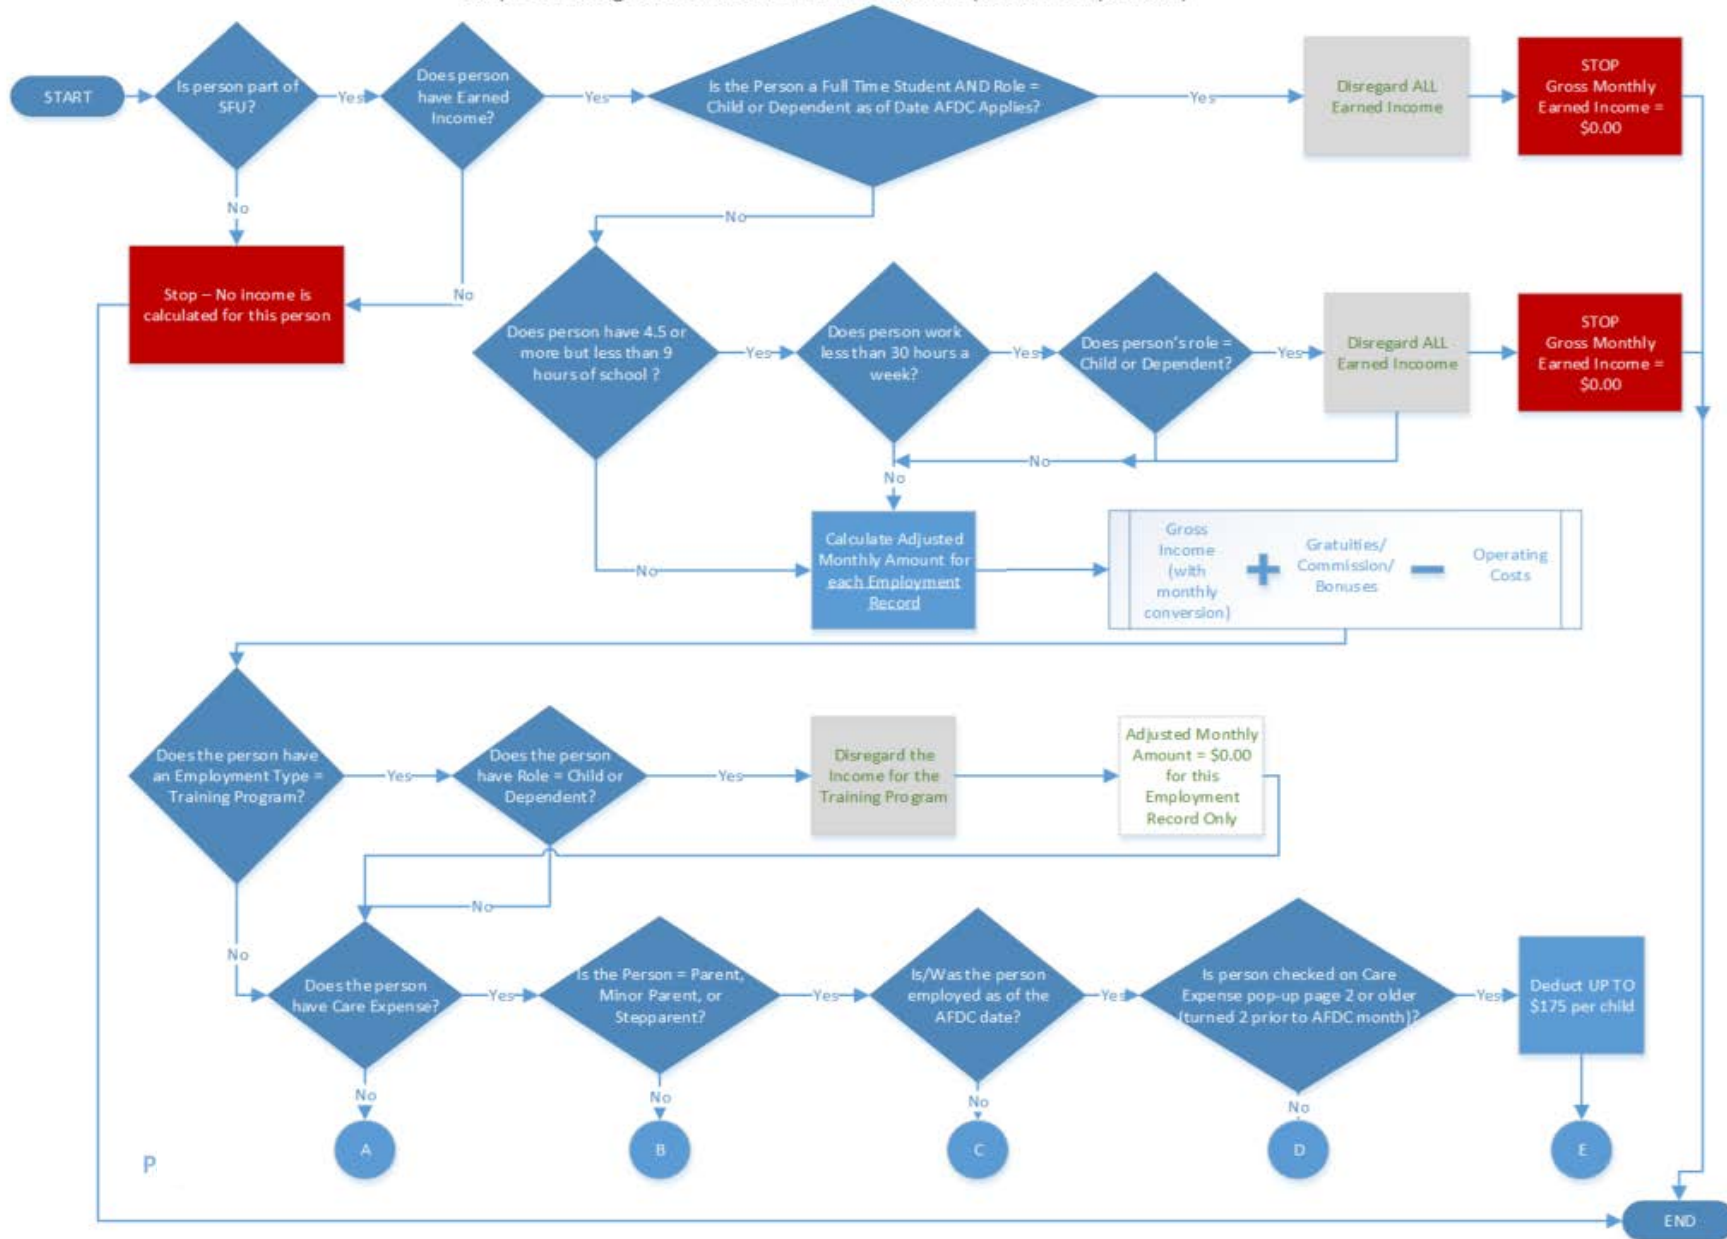 START
Is person part of
SFU?
Yes
Does person
have Earned
Income?
Yes
Is the Person a Full Time Student AND Role =
Child or Dependent as of Date AFDC Applies?
Yes
Disregard ALL
Earned Income
STOP
Gross Monthly
Earned Income =
$0.00
No
No
No
Stop – No income is
calculated for this person
Does person have 4.5 or
more but less than 9
hours of school ?
Yes
Does person work
less than 30 hours a
week?
Yes
Does person's role =
Child or Dependent?
Yes
Disregard ALL
Earned Incoome
STOP
Gross Monthly
Earned Income =
$0.00
No
No
No
Calculate Adjusted
Monthly Amount for
each Employment
Record
Gross
Income
(with
monthly
conversion)
+
Gratuities/
Commission/
Bonuses
−
Operating
Costs
Does the person have
an Employment Type =
Training Program?
Yes
Does the person
have Role = Child or
Dependent?
Yes
Disregard the
Income for the
Training Program
Adjusted Monthly
Amount = $0.00
for this
Employment
Record Only
No
No
Does the person
have Care Expense?
Yes
Is the Person = Parent,
Minor Parent, or
Stepparent?
Yes
Is/Was the person
employed as of the
AFDC date?
Yes
Is person checked on Care
Expense pop-up page 2 or older
(turned 2 prior to AFDC month)?
Yes
Deduct UP TO
$175 per child
No
No
No
No
A
B
C
D
E
P
END